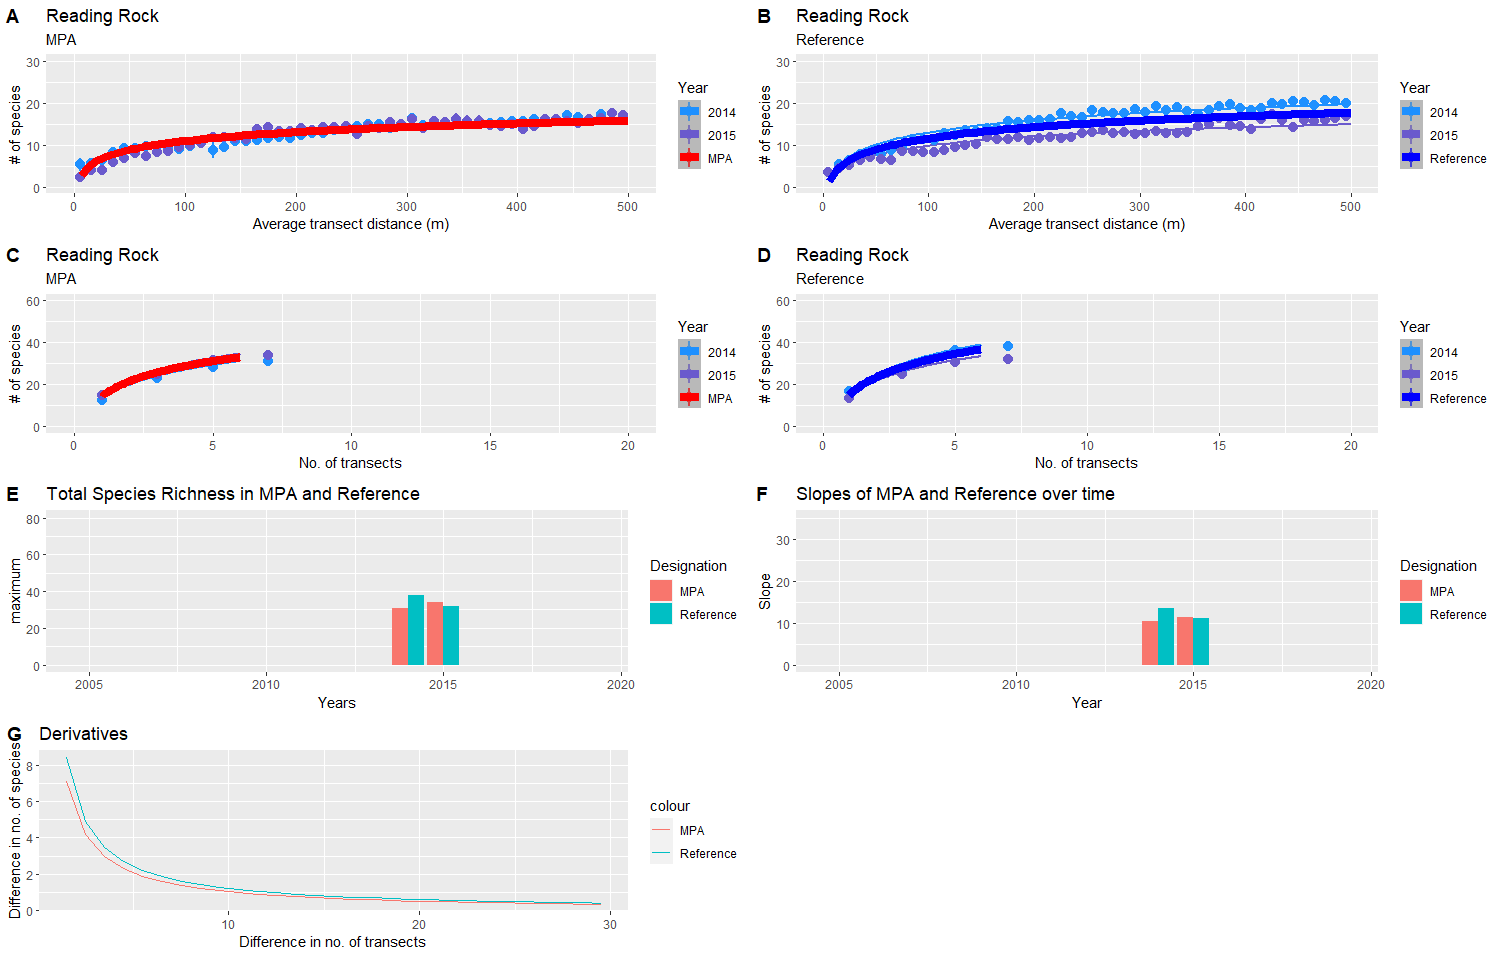 A Reading Rock
MPA
# of species
30
20
10
0
0 100 200 300 400 500
Average transect distance (m)
Year
2014
2015
MPA
B Reading Rock
Reference
# of species
30
20
10
0
0 100 200 300 400 500
Average transect distance (m)
Year
2014
2015
Reference
C Reading Rock
MPA
# of species
60
40
20
0
0 5 10 15 20
No. of transects
Year
2014
2015
MPA
D Reading Rock
Reference
# of species
60
40
20
0
0 5 10 15 20
No. of transects
Year
2014
2015
Reference
E Total Species Richness in MPA and Reference
maximum
80
60
40
20
0
2005 2010 2015 2020
Years
Designation
MPA
Reference
F Slopes of MPA and Reference over time
Slope
30
20
10
0
2005 2010 2015 2020
Year
Designation
MPA
Reference
G Derivatives
Difference in no. of species
8
6
4
2
0
10 20 30
Difference in no. of transects
colour
MPA
Reference